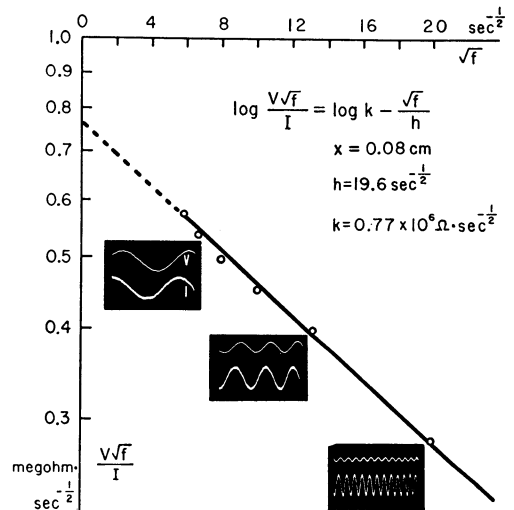 0 4 8 12 16 20 sec^{-1/2}
√f
1.0
0.9
0.8
0.7
0.6
0.5
0.4
0.3
log V√f/I = log k − √f/h
x = 0.08 cm
h=19.6 sec^{-1/2}
k=0.77 x 10^6 Ω·sec^{-1/2}
V
I
megohm·
sec^{-1/2}
V√f/I